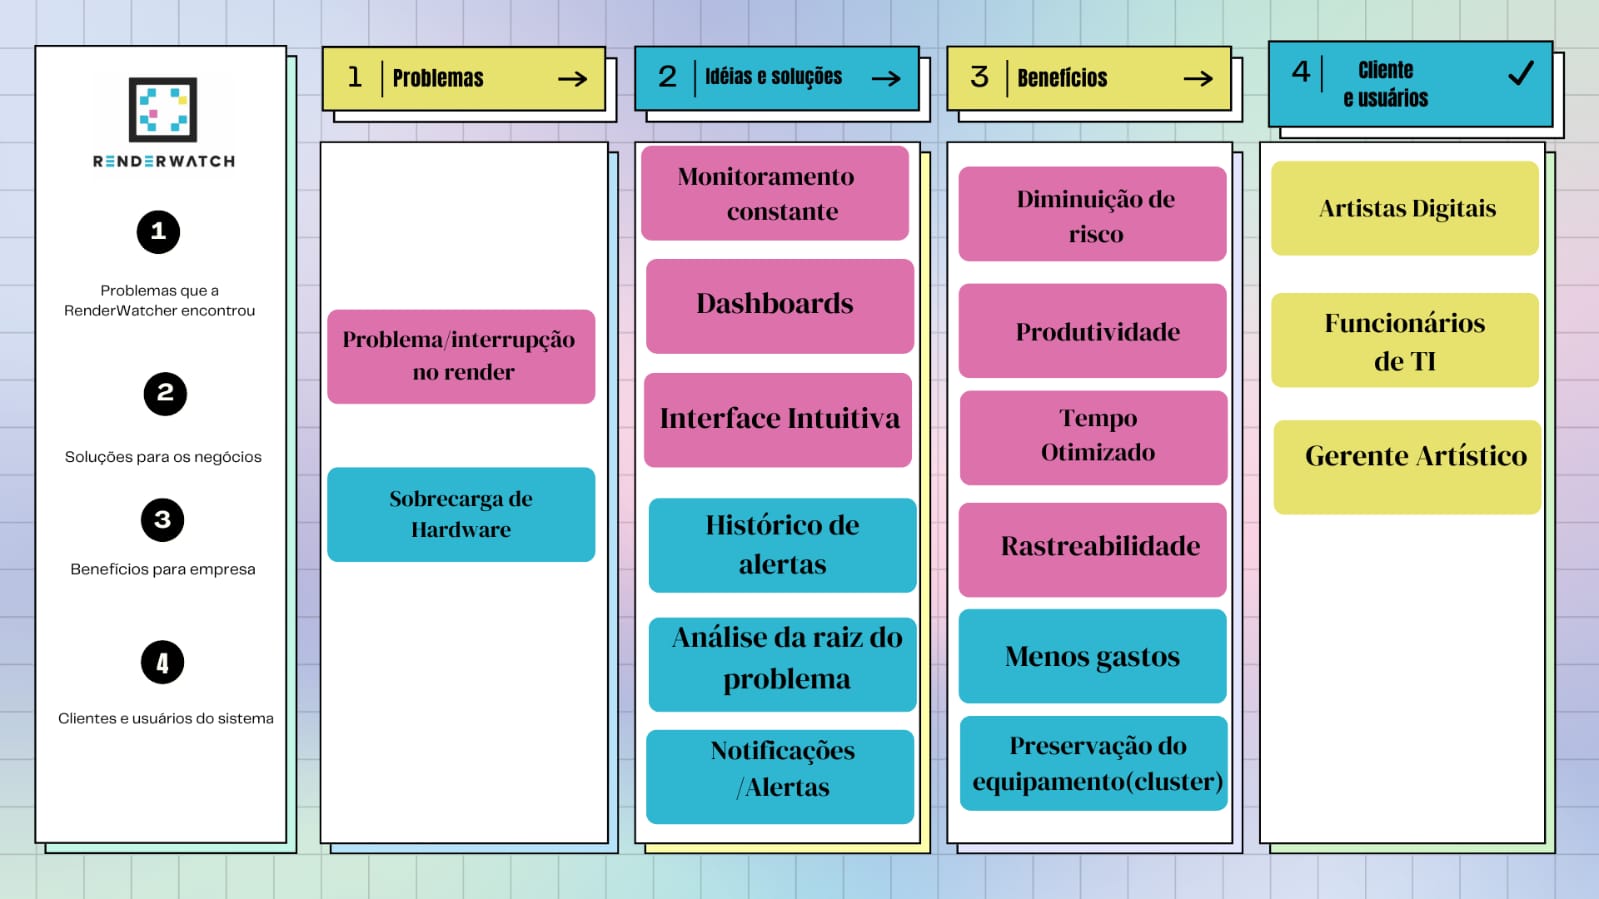 RENDERWATCH
1
Problemas que a
RenderWatcher encontrou
2
Soluções para os negócios
3
Benefícios para empresa
4
Clientes e usuários do sistema
1 Problemas
Problema/interrupção
no render
Sobrecarga de
Hardware
2 Idéias e soluções
Monitoramento
constante
Dashboards
Interface Intuitiva
Histórico de
alertas
Análise da raiz do
problema
Notificações
/Alertas
3 Benefícios
Diminuição de
risco
Produtividade
Tempo
Otimizado
Rastreabilidade
Menos gastos
Preservação do
equipamento(cluster)
4 Cliente
e usuários
Artistas Digitais
Funcionários
de TI
Gerente Artístico